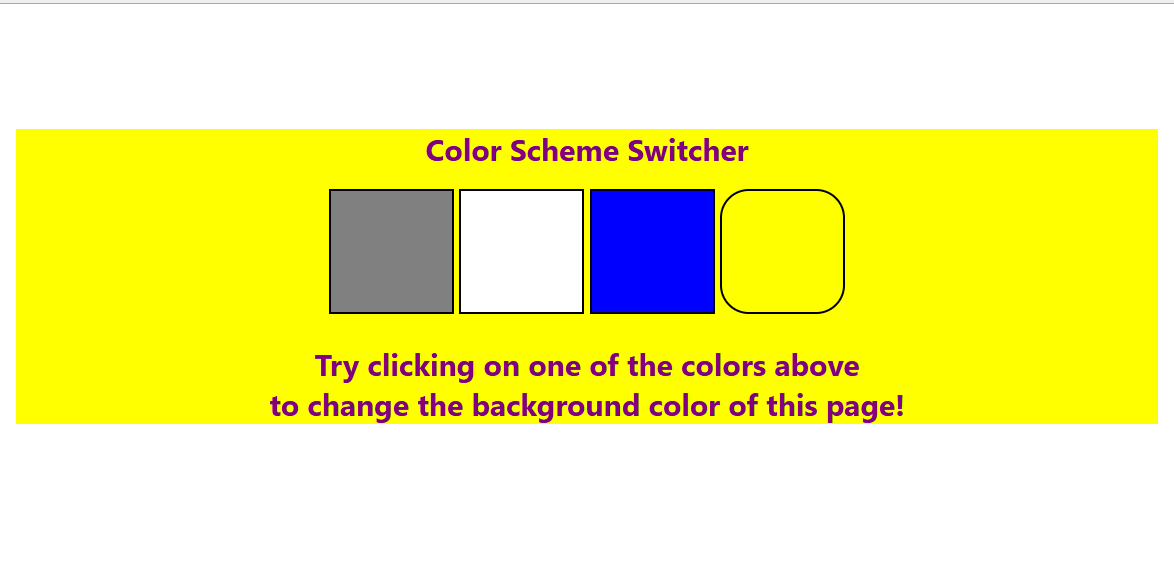 Color Scheme Switcher
Try clicking on one of the colors above
to change the background color of this page!